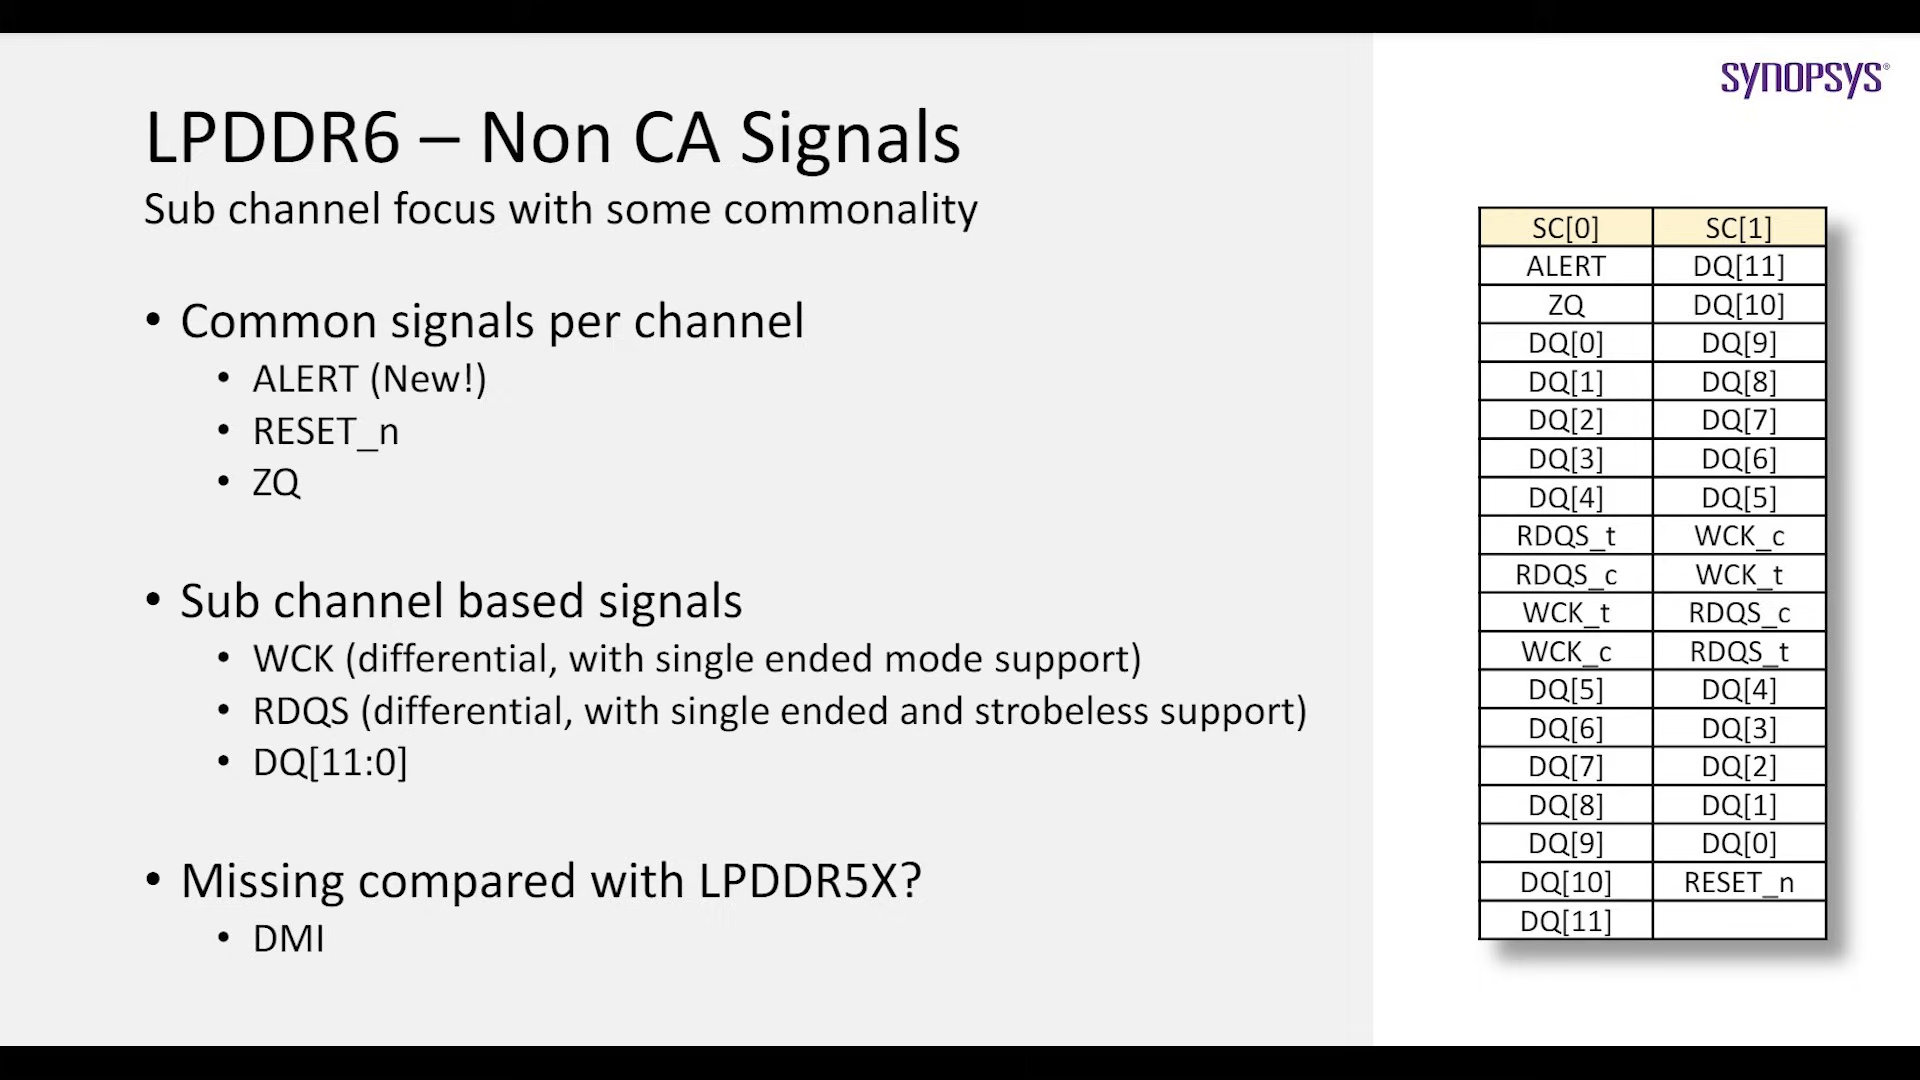 SYNOPSYS®
LPDDR6 – Non CA Signals
Sub channel focus with some commonality
• Common signals per channel
• ALERT (New!)
• RESET_n
• ZQ
• Sub channel based signals
• WCK (differential, with single ended mode support)
• RDQS (differential, with single ended and strobeless support)
• DQ[11:0]
• Missing compared with LPDDR5X?
• DMI
SC[0] SC[1]
ALERT DQ[11]
ZQ DQ[10]
DQ[0] DQ[9]
DQ[1] DQ[8]
DQ[2] DQ[7]
DQ[3] DQ[6]
DQ[4] DQ[5]
RDQS_t WCK_c
RDQS_c WCK_t
WCK_t RDQS_c
WCK_c RDQS_t
DQ[5] DQ[4]
DQ[6] DQ[3]
DQ[7] DQ[2]
DQ[8] DQ[1]
DQ[9] DQ[0]
DQ[10] RESET_n
DQ[11]